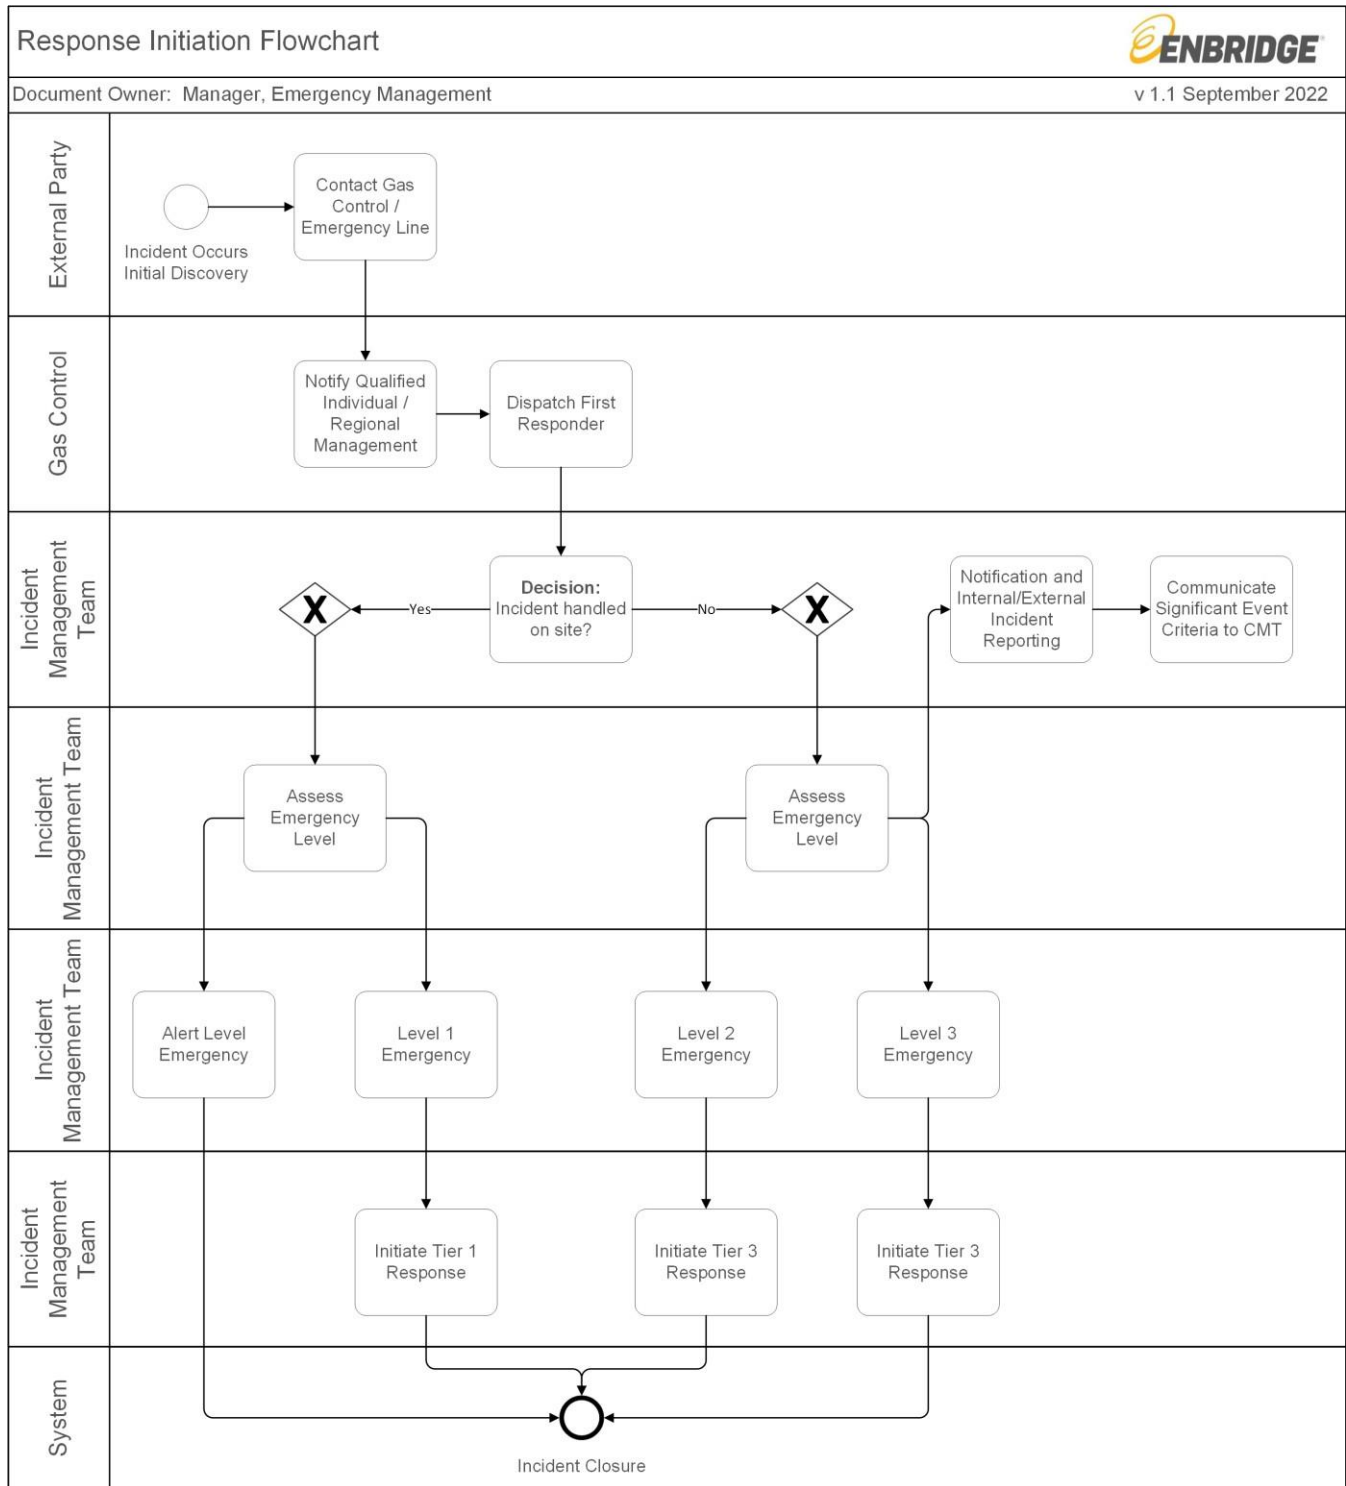 Response Initiation Flowchart
ENBRIDGE
Document Owner: Manager, Emergency Management
v 1.1 September 2022
External Party
Incident Occurs
Initial Discovery
Contact Gas
Control /
Emergency Line
Gas Control
Notify Qualified
Individual /
Regional
Management
Dispatch First
Responder
Incident
Management
Team
X
Yes
Decision:
Incident handled
on site?
No
X
Notification and
Internal/External
Incident
Reporting
Communicate
Significant Event
Criteria to CMT
Incident
Management Team
Assess
Emergency
Level
Assess
Emergency
Level
Incident
Management Team
Alert Level
Emergency
Level 1
Emergency
Level 2
Emergency
Level 3
Emergency
Incident
Management
Team
Initiate Tier 1
Response
Initiate Tier 3
Response
Initiate Tier 3
Response
System
Incident Closure